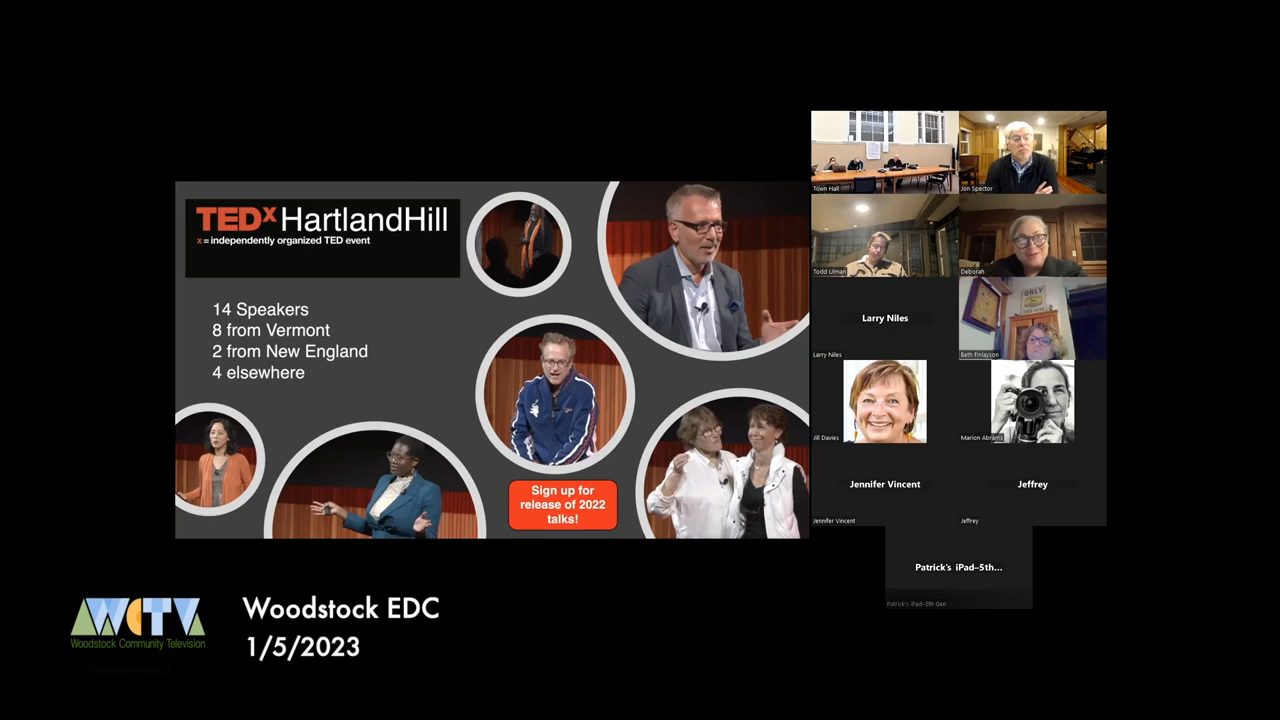 TEDx HartlandHill
x = independently organized TED event
14 Speakers
8 from Vermont
2 from New England
4 elsewhere
Sign up for
release of 2022
talks!
Town Hall
Jon Spector
Todd Ulman
Deborah
Larry Niles
Larry Niles
ONLY
Beth Finlayson
Jill Davies
Marion Abrams
Jennifer Vincent
Jeffrey
Jennifer Vincent
Jeffrey
Patrick's iPad–5th...
Patrick's iPad–5th Gen
WCTV
Woodstock Community Television
Woodstock EDC
1/5/2023